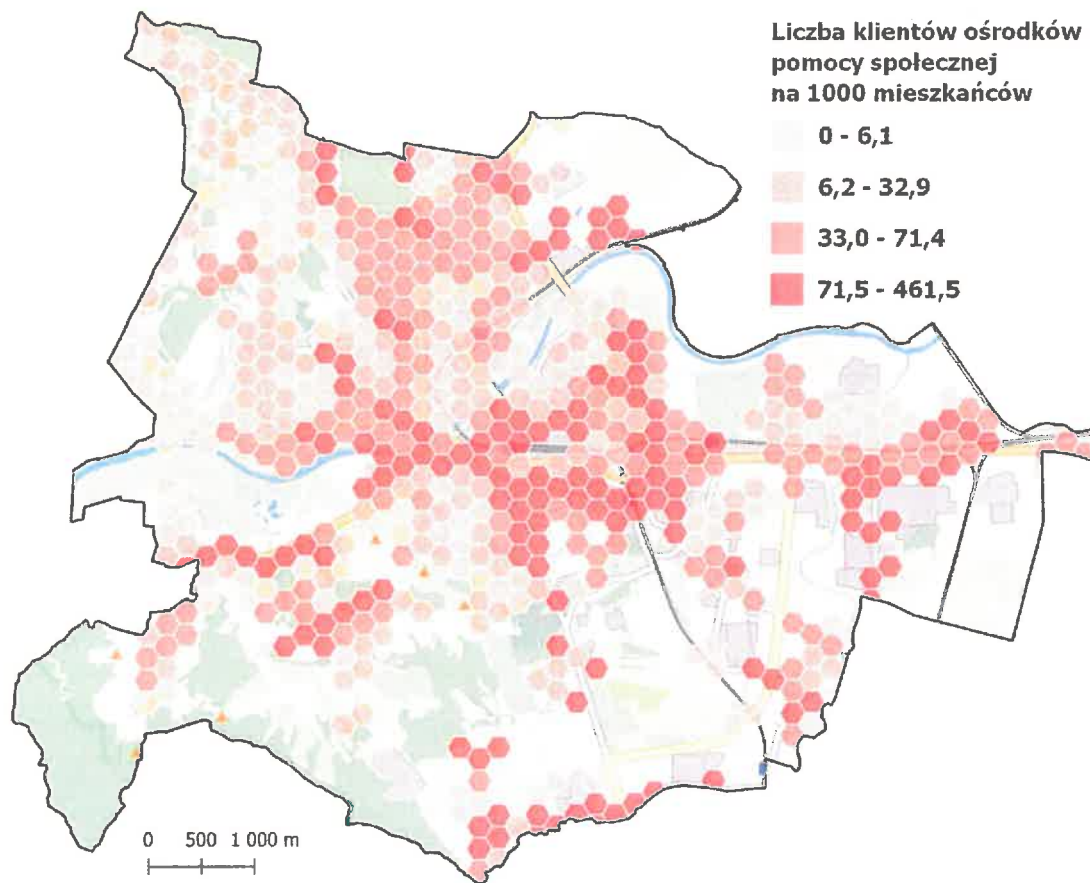 Liczba klientów ośrodków
pomocy społecznej
na 1000 mieszkańców
0 - 6,1
6,2 - 32,9
33,0 - 71,4
71,5 - 461,5
0 500 1 000 m